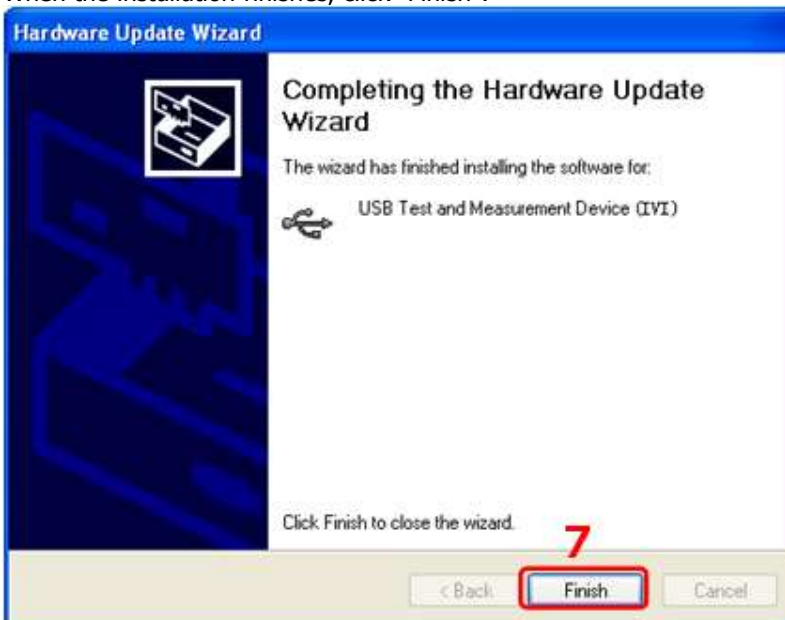 When the installation finishes, click "Finish".
Hardware Update Wizard
Completing the Hardware Update
Wizard
The wizard has finished installing the software for:
USB Test and Measurement Device (IVI)
Click Finish to close the wizard.
7
< Back
Finish
Cancel